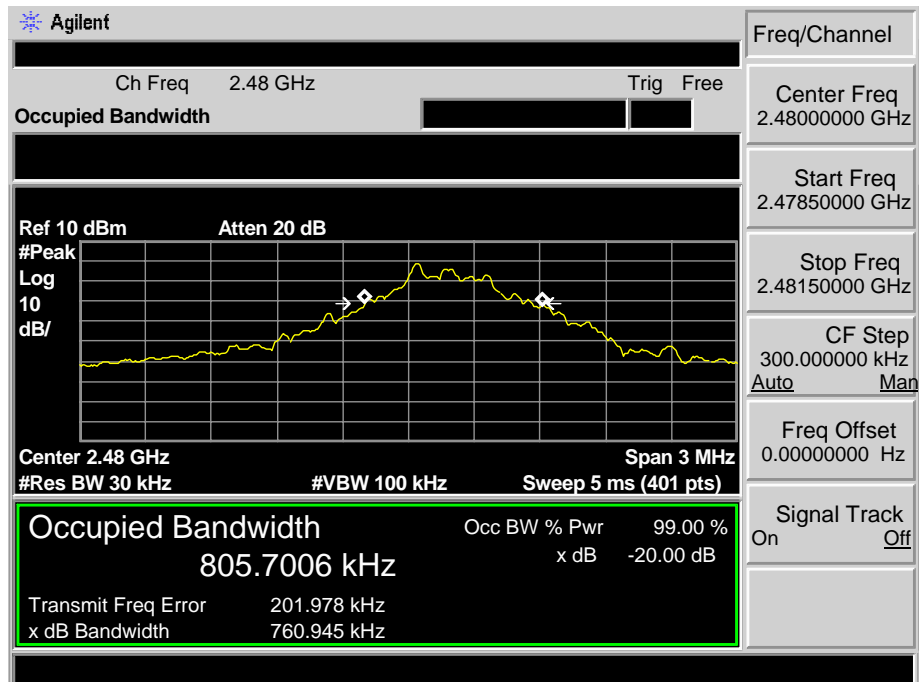 Agilent
Freq/Channel
Ch Freq 2.48 GHz Trig Free
Occupied Bandwidth
Center Freq
2.48000000 GHz
Start Freq
2.47850000 GHz
Stop Freq
2.48150000 GHz
CF Step
300.000000 kHz
Auto Man
Freq Offset
0.00000000 Hz
Signal Track
On Off
Ref 10 dBm Atten 20 dB
#Peak
Log
10
dB/
Center 2.48 GHz Span 3 MHz
#Res BW 30 kHz #VBW 100 kHz Sweep 5 ms (401 pts)
Occupied Bandwidth Occ BW % Pwr 99.00 %
805.7006 kHz x dB -20.00 dB
Transmit Freq Error 201.978 kHz
x dB Bandwidth 760.945 kHz